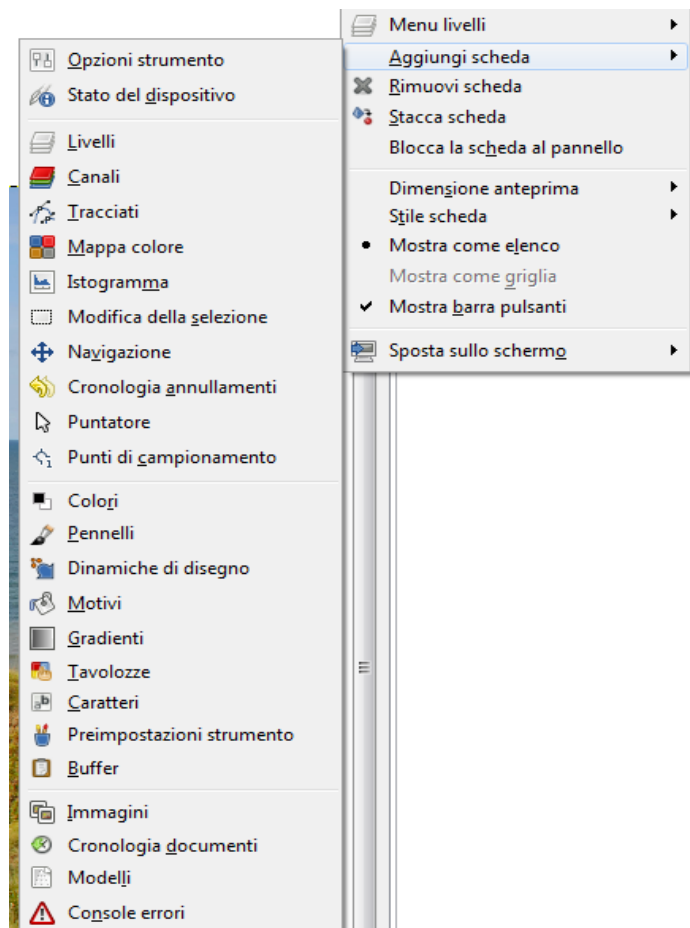 Menu livelli
Aggiungi scheda
Rimuovi scheda
Stacca scheda
Blocca la scheda al pannello
Dimensione anteprima
Stile scheda
Mostra come elenco
Mostra come griglia
Mostra barra pulsanti
Sposta sullo schermo
Opzioni strumento
Stato del dispositivo
Livelli
Canali
Tracciati
Mappa colore
Istogramma
Modifica della selezione
Navigazione
Cronologia annullamenti
Puntatore
Punti di campionamento
Colori
Pennelli
Dinamiche di disegno
Motivi
Gradienti
Tavolozze
Caratteri
Preimpostazioni strumento
Buffer
Immagini
Cronologia documenti
Modelli
Console errori